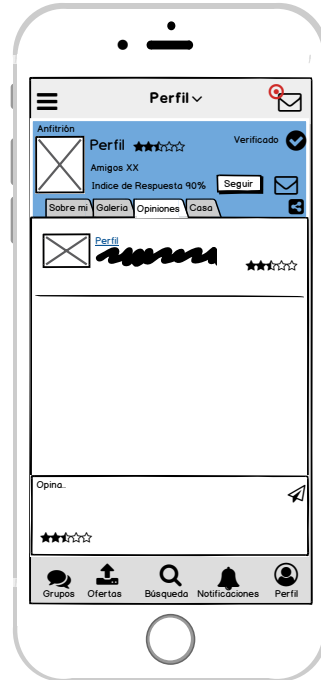 Perfil
Anfitrión
Perfil
Verificado
Amigos XX
Indice de Respuesta 90%
Seguir
Sobre mi Galeria Opiniones Casa
Perfil
Opina..
Grupos Ofertas Búsqueda Notificaciones Perfil